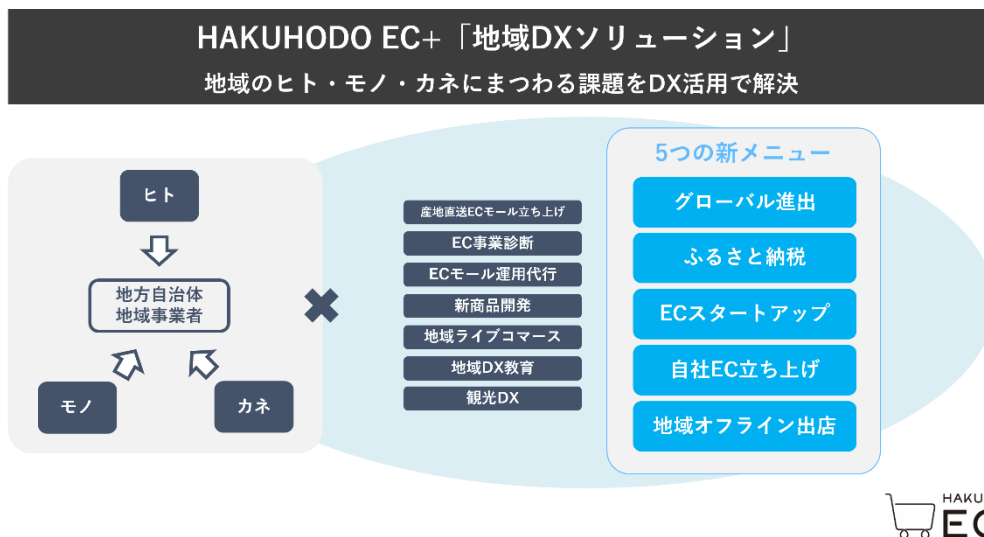 HAKUHODO EC+「地域DXソリューション」
地域のヒト・モノ・カネにまつわる課題をDX活用で解決
ヒト
地方自治体
地域事業者
モノ
カネ
産地直送ECモール立ち上げ
EC事業診断
ECモール運用代行
新商品開発
地域ライブコマース
地域DX教育
観光DX
5つの新メニュー
グローバル進出
ふるさと納税
ECスタートアップ
自社EC立ち上げ
地域オフライン出店